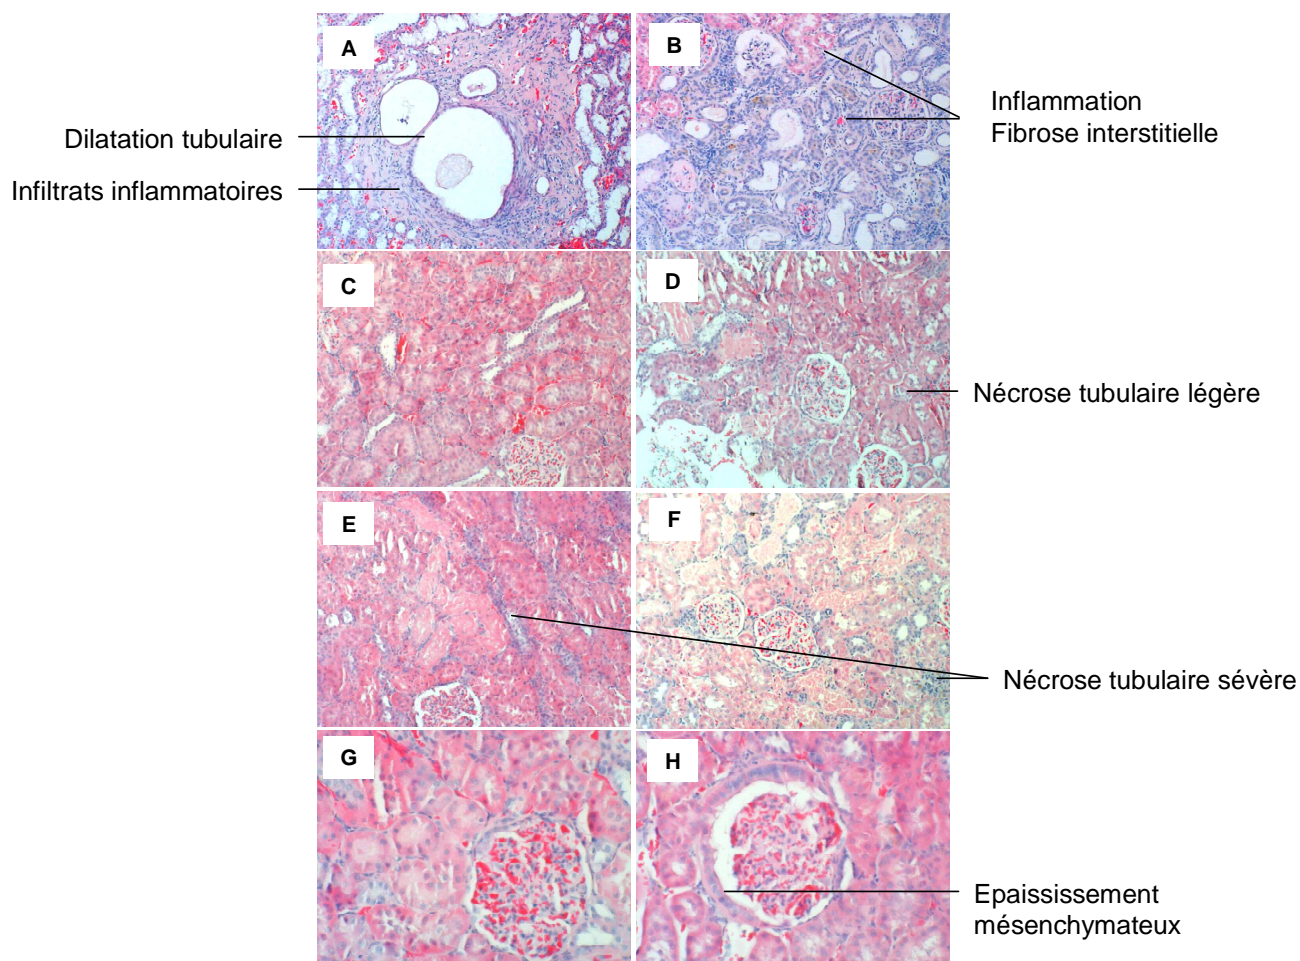 A
B
Dilatation tubulaire
Infiltrats inflammatoires
Inflammation
Fibrose interstitielle
C
D
Nécrose tubulaire légère
E
F
Nécrose tubulaire sévère
G
H
Epaississement
mésenchymateux